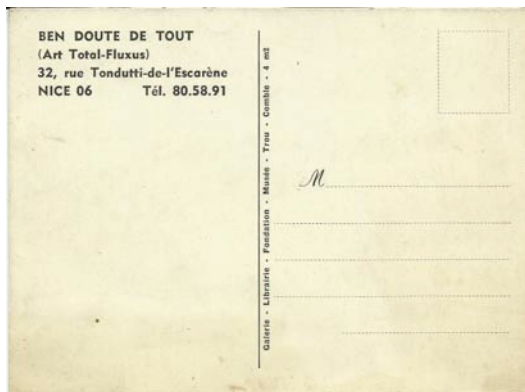 BEN DOUTE DE TOUT
(Art Total-Fluxus)
32, rue Tondutti-de-l'Escarène
NICE 06 Tél. 80.58.91
Galerie - Librairie - Fondation - Musée - Trou - Comble - 4 m2
M